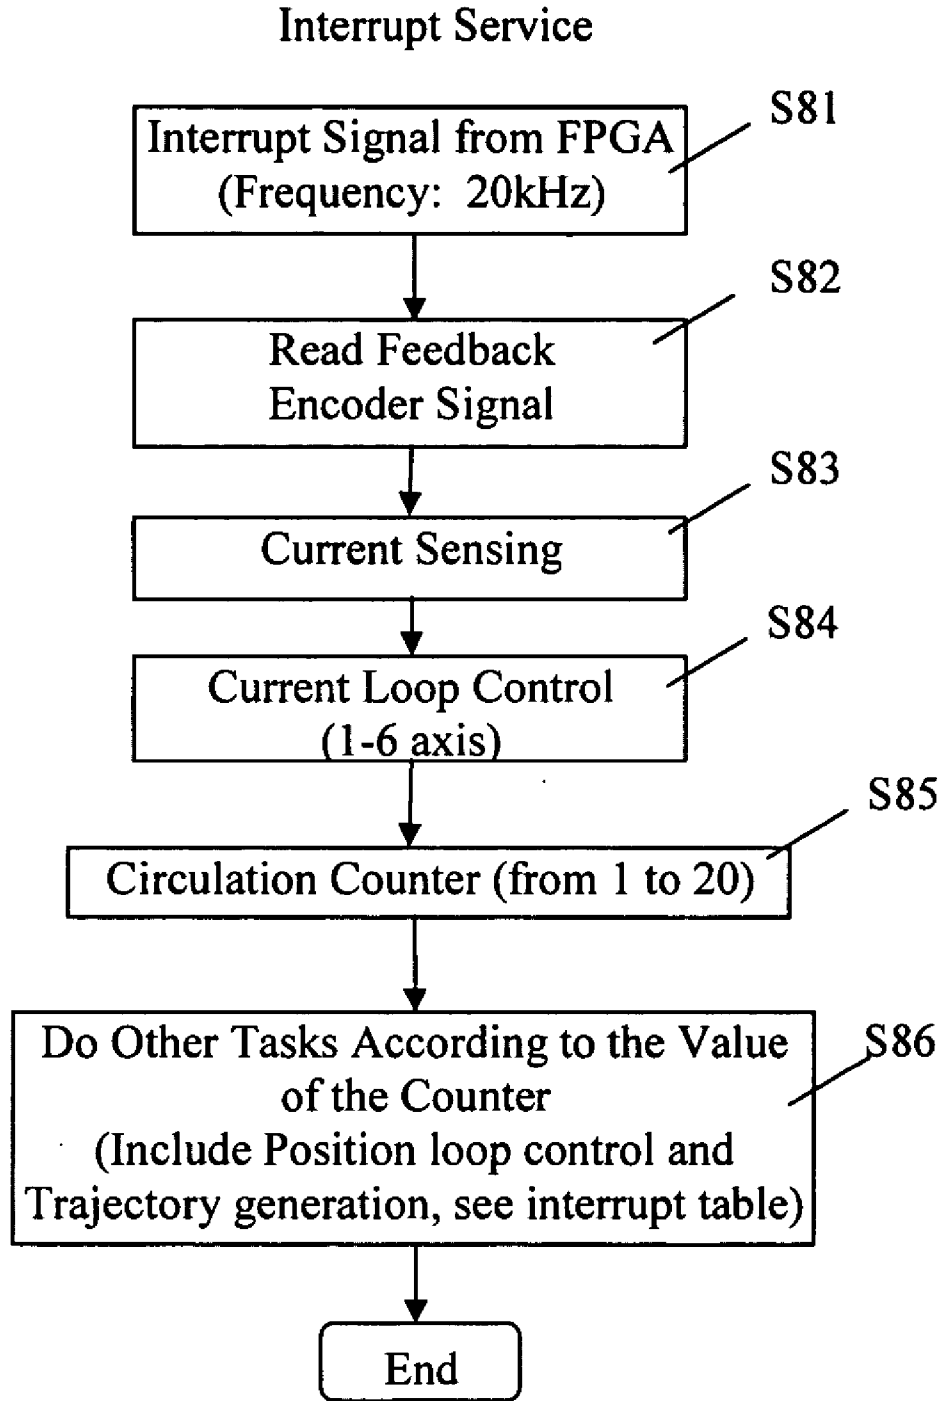 Interrupt Service
S81
Interrupt Signal from FPGA
(Frequency: 20kHz)
S82
Read Feedback
Encoder Signal
S83
Current Sensing
S84
Current Loop Control
(1-6 axis)
S85
Circulation Counter (from 1 to 20)
S86
Do Other Tasks According to the Value
of the Counter
(Include Position loop control and
Trajectory generation, see interrupt table)
End